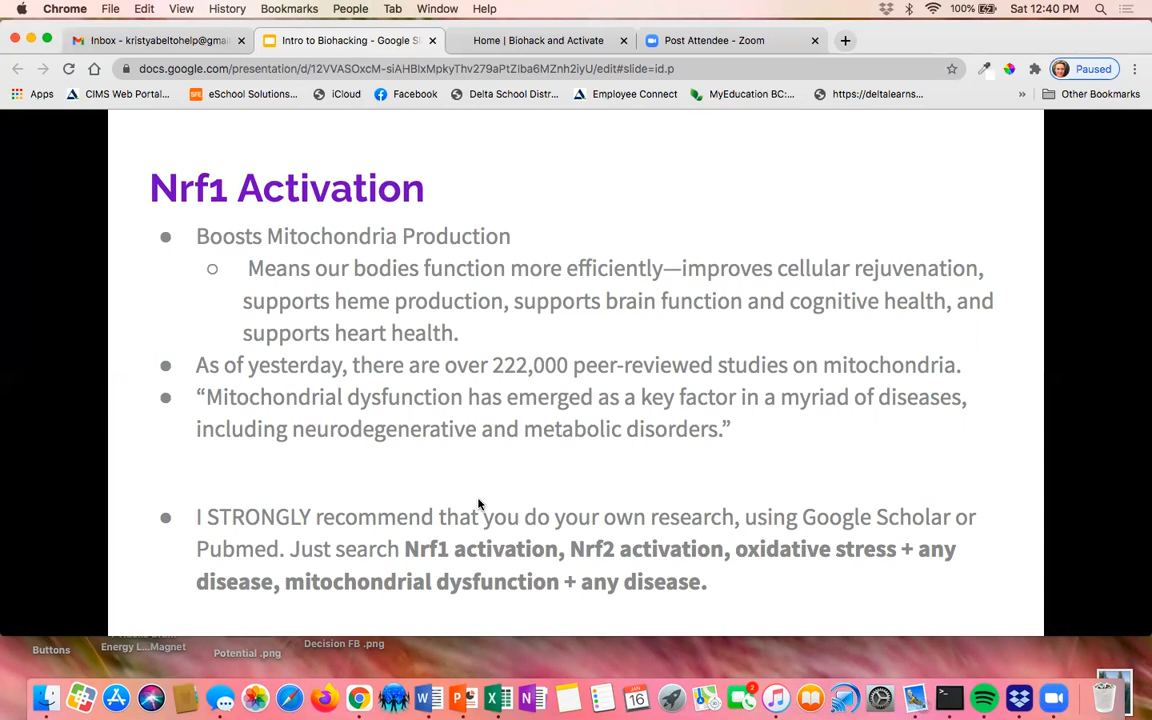 Chrome File Edit View History Bookmarks People Tab Window Help 100% Sat 12:40 PM
Inbox - kristyabeltohelp@gmai Intro to Biohacking - Google Sl Home | Biohack and Activate Post Attendee - Zoom
docs.google.com/presentation/d/12VVASOxcM-siAHBIxMpkyThv279aPtZIba6MZnh2iyU/edit#slide=id.p Paused
Apps CIMS Web Portal... SFE eSchool Solutions... iCloud Facebook Delta School Distr... Employee Connect MyEducation BC:... https://deltalearns... » Other Bookmarks
Nrf1 Activation
● Boosts Mitochondria Production
○ Means our bodies function more efficiently—improves cellular rejuvenation,
supports heme production, supports brain function and cognitive health, and
supports heart health.
● As of yesterday, there are over 222,000 peer-reviewed studies on mitochondria.
● “Mitochondrial dysfunction has emerged as a key factor in a myriad of diseases,
including neurodegenerative and metabolic disorders.”
● I STRONGLY recommend that you do your own research, using Google Scholar or
Pubmed. Just search Nrf1 activation, Nrf2 activation, oxidative stress + any
disease, mitochondrial dysfunction + any disease.
Buttons Energy L...Magnet Potential .png Decision FB .png
JAN
16
2